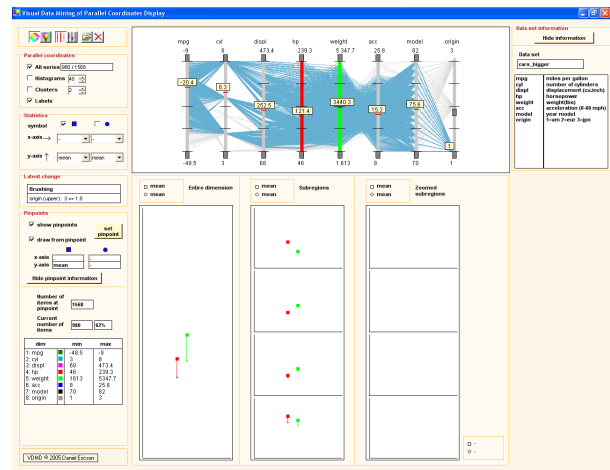 Visual Data Mining of Parallel Coordinates Display
Parallel coordinates
All series 980 / 1568
Histograms 40
Clusters 2
Labels
Statistics
symbol
x-axis - -
y-axis mean mean
Latest change
Brushing
origin (upper) : 3 => 1.8
Pinpoints
show pinpoints
set pinpoint
draw from pinpoint
x-axis - -
y-axis mean -
Hide pinpoint information
Number of items at pinpoint 1568
Current number of items 980 62%
dim min max
1: mpg -48.5 -9
2: cyl 3 8
3: displ 68 473.4
4: hp 46 239.3
5: weight 1613 5347.7
6: acc 8 25.8
7: model 70 82
8: origin 1 3
VDMD © 2005 Daniel Ericson
mpg cyl displ hp weight acc model origin
-9 8 473.4 239.3 5 347.7 25.8 82 3
-20.4 6.3 252.5 121.4 3440.3 15.3 75.6 1
-48.5 3 68 46 1 613 8 70 1
mean Entire dimension
mean
mean Subregions
mean
mean Zoomed subregions
mean
-
-
Data set information
Hide information
Data set
cars_bigger
mpg miles per gallon
cyl number of cylinders
displ displacement (cu.inch)
hp horsepower
weight weight(lbs)
acc acceleration (0-60 mph)
model year model
origin 1=am 2=eur 3=jpn